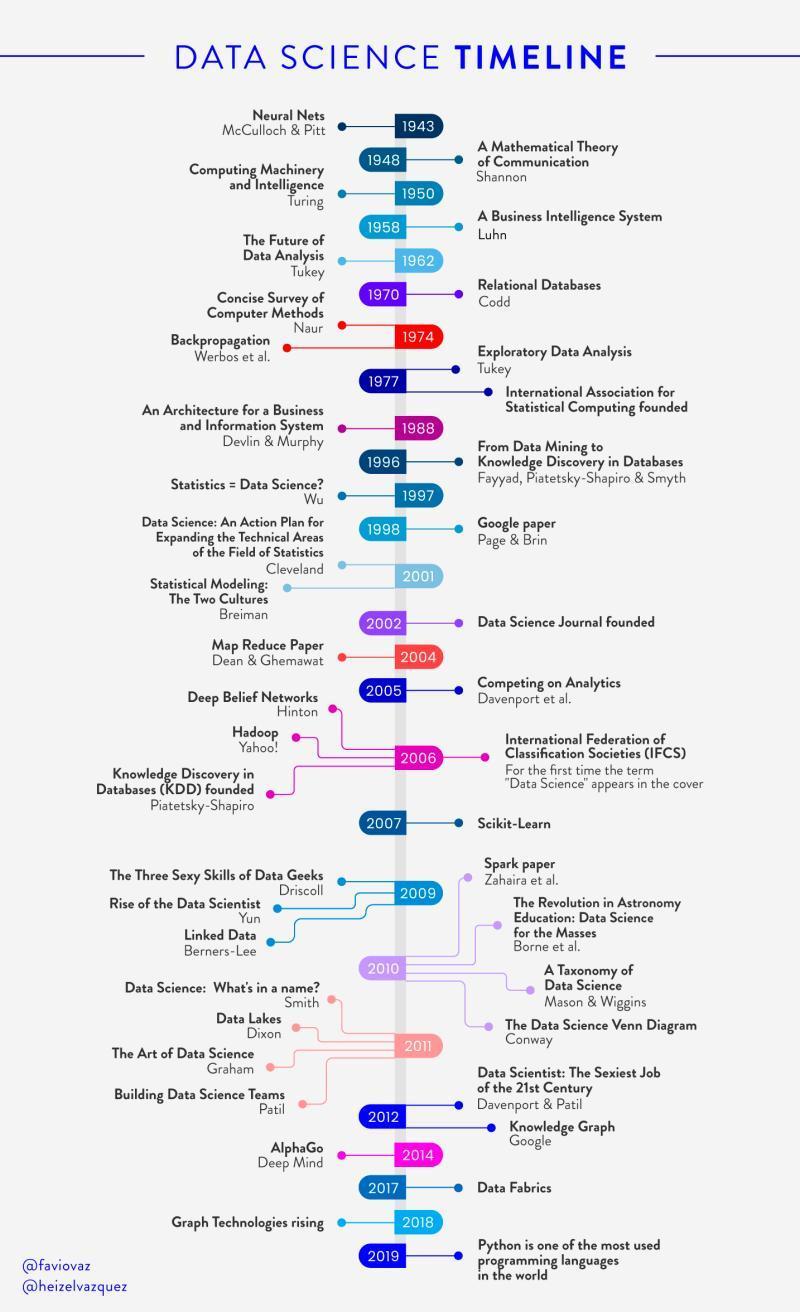 DATA SCIENCE TIMELINE
Neural Nets
McCulloch & Pitt
1943
A Mathematical Theory
of Communication
Shannon
1948
Computing Machinery
and Intelligence
Turing
1950
A Business Intelligence System
Luhn
1958
The Future of
Data Analysis
Tukey
1962
Relational Databases
Codd
1970
Concise Survey of
Computer Methods
Naur
1974
Backpropagation
Werbos et al.
Exploratory Data Analysis
Tukey
1977
International Association for
Statistical Computing founded
An Architecture for a Business
and Information System
Devlin & Murphy
1988
From Data Mining to
Knowledge Discovery in Databases
Fayyad, Piatetsky-Shapiro & Smyth
1996
Statistics = Data Science?
Wu
1997
Google paper
Page & Brin
1998
Data Science: An Action Plan for
Expanding the Technical Areas
of the Field of Statistics
Cleveland
2001
Statistical Modeling:
The Two Cultures
Breiman
2002
Data Science Journal founded
Map Reduce Paper
Dean & Ghemawat
2004
Competing on Analytics
Davenport et al.
2005
Deep Belief Networks
Hinton
Hadoop
Yahoo!
2006
International Federation of
Classification Societies (IFCS)
For the first time the term
"Data Science" appears in the cover
Knowledge Discovery in
Databases (KDD) founded
Piatetsky-Shapiro
2007
Scikit-Learn
The Three Sexy Skills of Data Geeks
Driscoll
2009
Rise of the Data Scientist
Yun
Linked Data
Berners-Lee
Spark paper
Zahaira et al.
The Revolution in Astronomy
Education: Data Science
for the Masses
Borne et al.
2010
A Taxonomy of
Data Science
Mason & Wiggins
The Data Science Venn Diagram
Conway
Data Science: What's in a name?
Smith
Data Lakes
Dixon
2011
The Art of Data Science
Graham
Building Data Science Teams
Patil
Data Scientist: The Sexiest Job
of the 21st Century
Davenport & Patil
2012
Knowledge Graph
Google
AlphaGo
Deep Mind
2014
2017
Data Fabrics
Graph Technologies rising
2018
2019
Python is one of the most used
programming languages
in the world
@faviovaz
@heizelvazquez